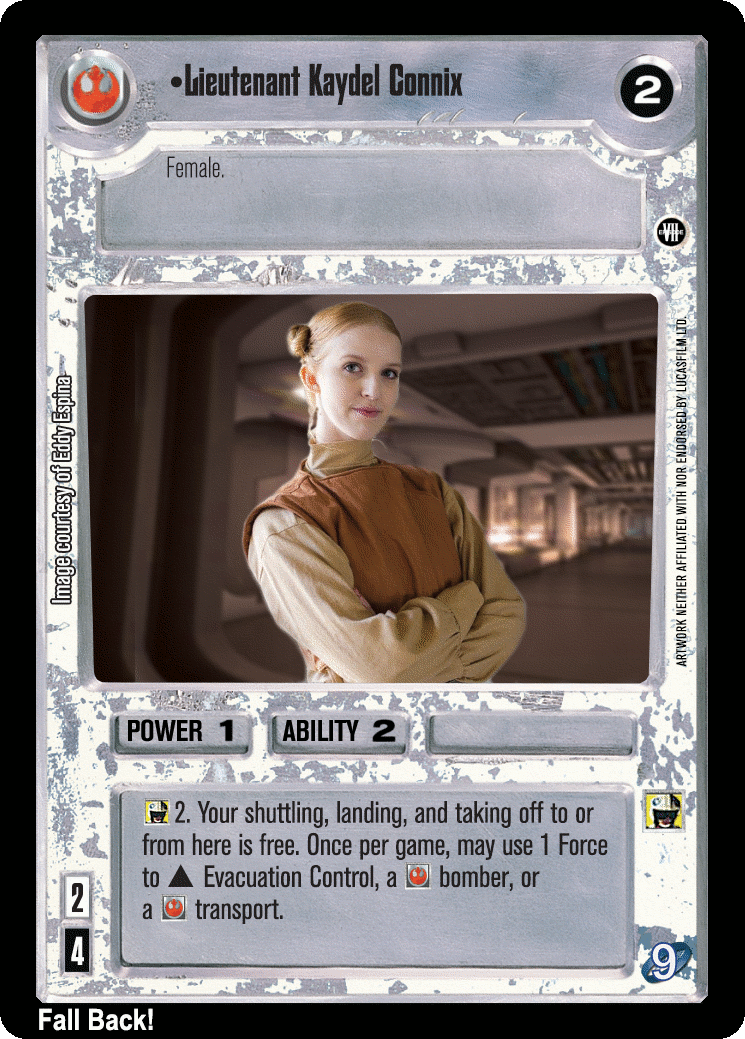 •Lieutenant Kaydel Connix
2
Female.
EPISODE
VII
Image courtesy of Eddy Espina
ARTWORK NEITHER AFFILIATED WITH NOR ENDORSED BY LUCASFILM LTD.
POWER 1
ABILITY 2
2. Your shuttling, landing, and taking off to or
from here is free. Once per game, may use 1 Force
to ▲ Evacuation Control, a bomber, or
a transport.
2
4
9
Fall Back!